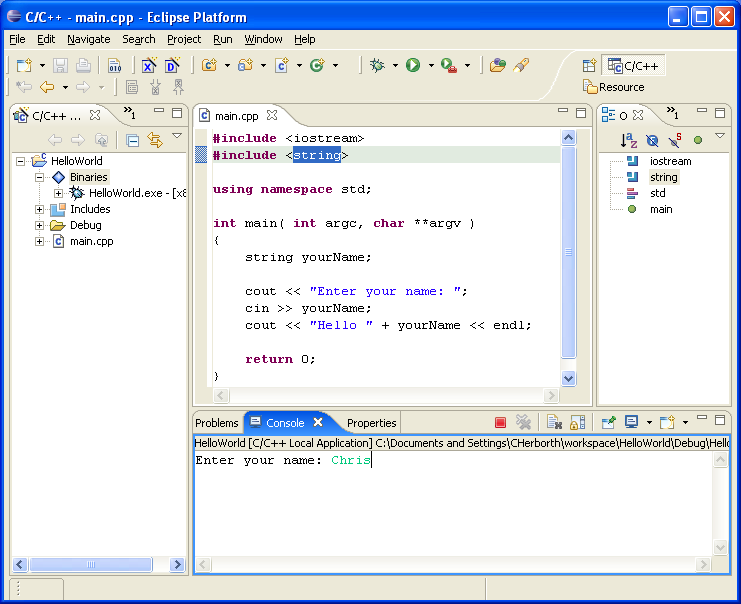 C/C++ - main.cpp - Eclipse Platform
File Edit Navigate Search Project Run Window Help
C/C++
Resource
C/C++ ... »1
HelloWorld
Binaries
HelloWorld.exe - [x8
Includes
Debug
main.cpp
main.cpp
#include <iostream>
#include <string>
using namespace std;
int main( int argc, char **argv )
{
string yourName;
cout << "Enter your name: ";
cin >> yourName;
cout << "Hello " + yourName << endl;
return 0;
}
O »1
iostream
string
std
main
Problems Console Properties
HelloWorld [C/C++ Local Application] C:\Documents and Settings\CHerborth\workspace\HelloWorld\Debug\Hello
Enter your name: Chris